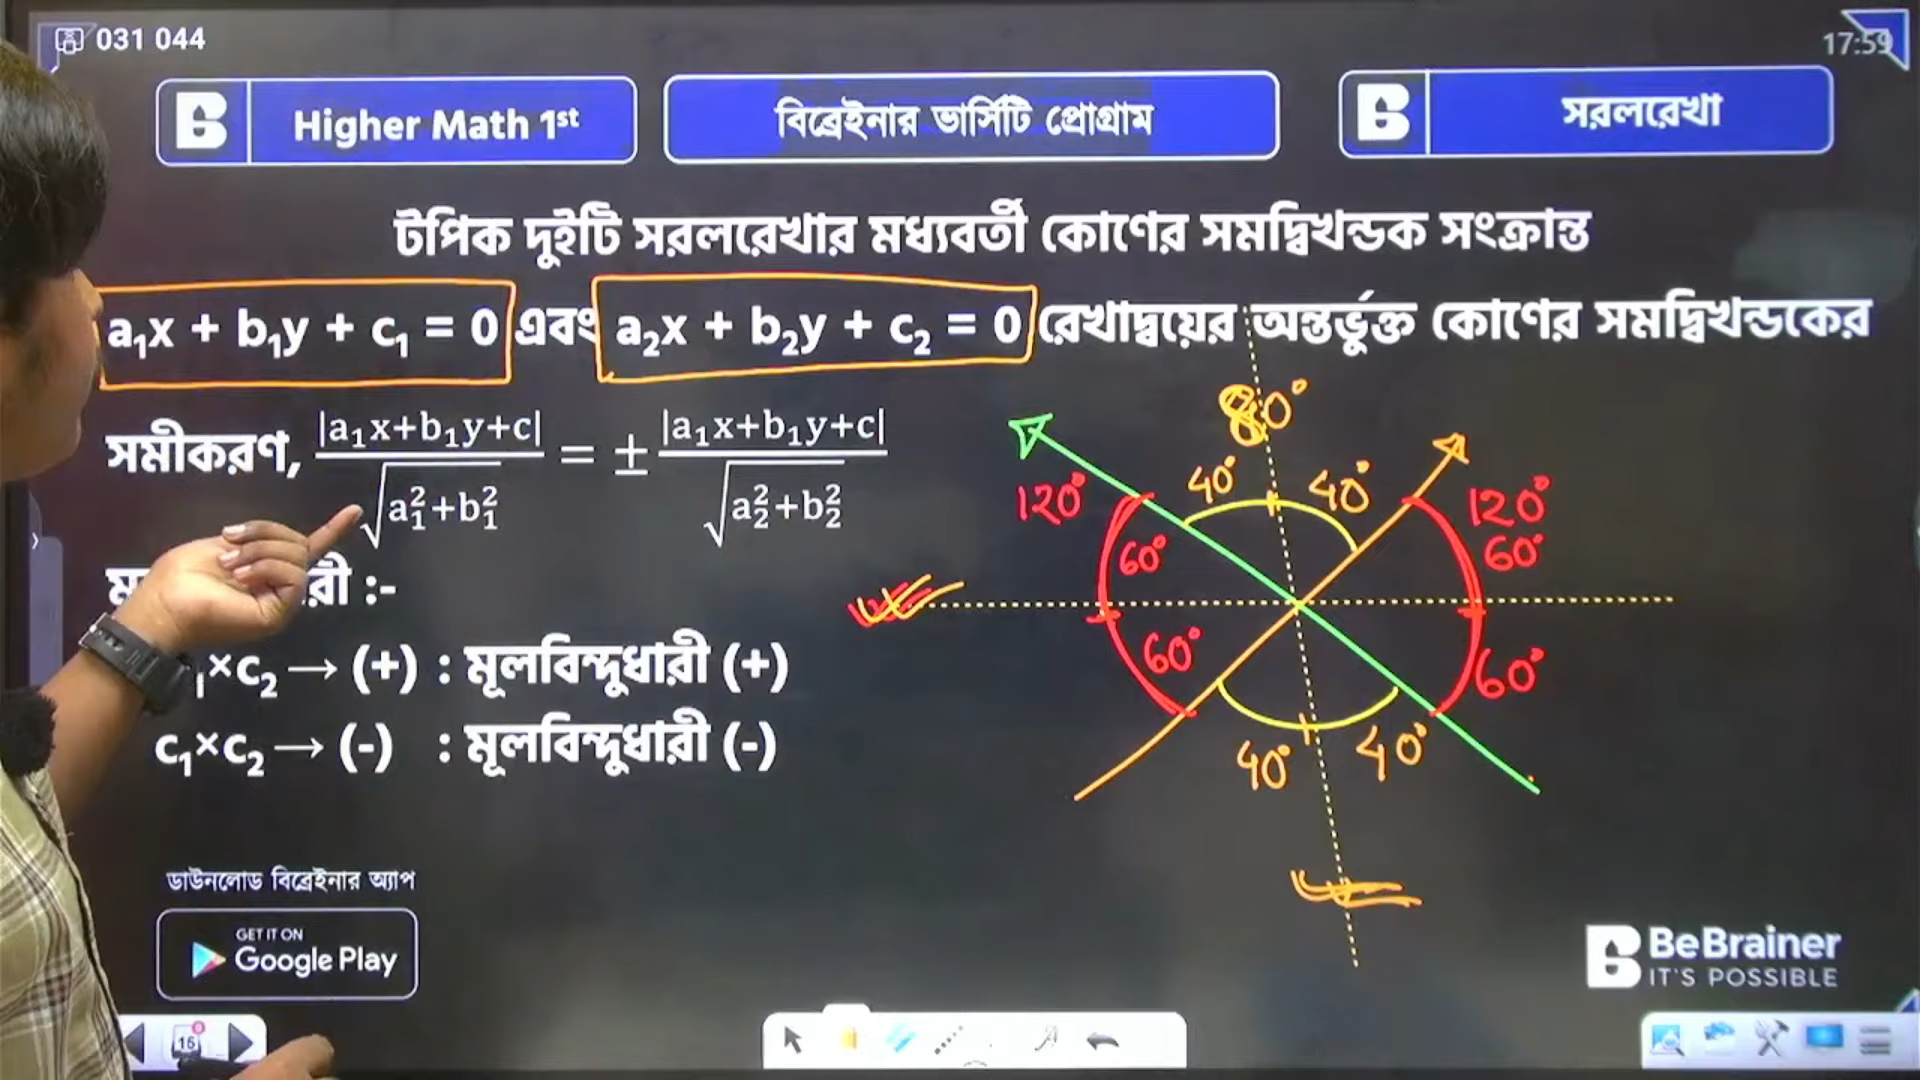 031 044
17:59
Higher Math 1st
বিব্রেইনার ভার্সিটি প্রোগ্রাম
সরলরেখা
টপিক দুইটি সরলরেখার মধ্যবর্তী কোণের সমদ্বিখন্ডক সংক্রান্ত
a₁x + b₁y + c₁ = 0 এবং a₂x + b₂y + c₂ = 0 রেখাদ্বয়ের অন্তর্ভুক্ত কোণের সমদ্বিখন্ডকের
সমীকরণ, |a₁x+b₁y+c| / √a₁²+b₁² = ± |a₁x+b₁y+c| / √a₂²+b₂²
80°
40° 40°
120° 120°
60° 60°
60° 60°
40° 40°
:-
×c₂ → (+) : মূলবিন্দুধারী (+)
c₁×c₂ → (-) : মূলবিন্দুধারী (-)
ডাউনলোড বিব্রেইনার অ্যাপ
GET IT ON
Google Play
BeBrainer
IT'S POSSIBLE
16